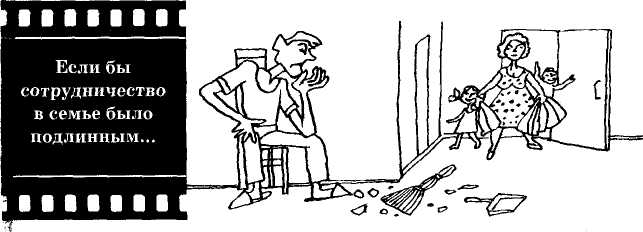 Если бы
сотрудничество
в семье было
подлинным...